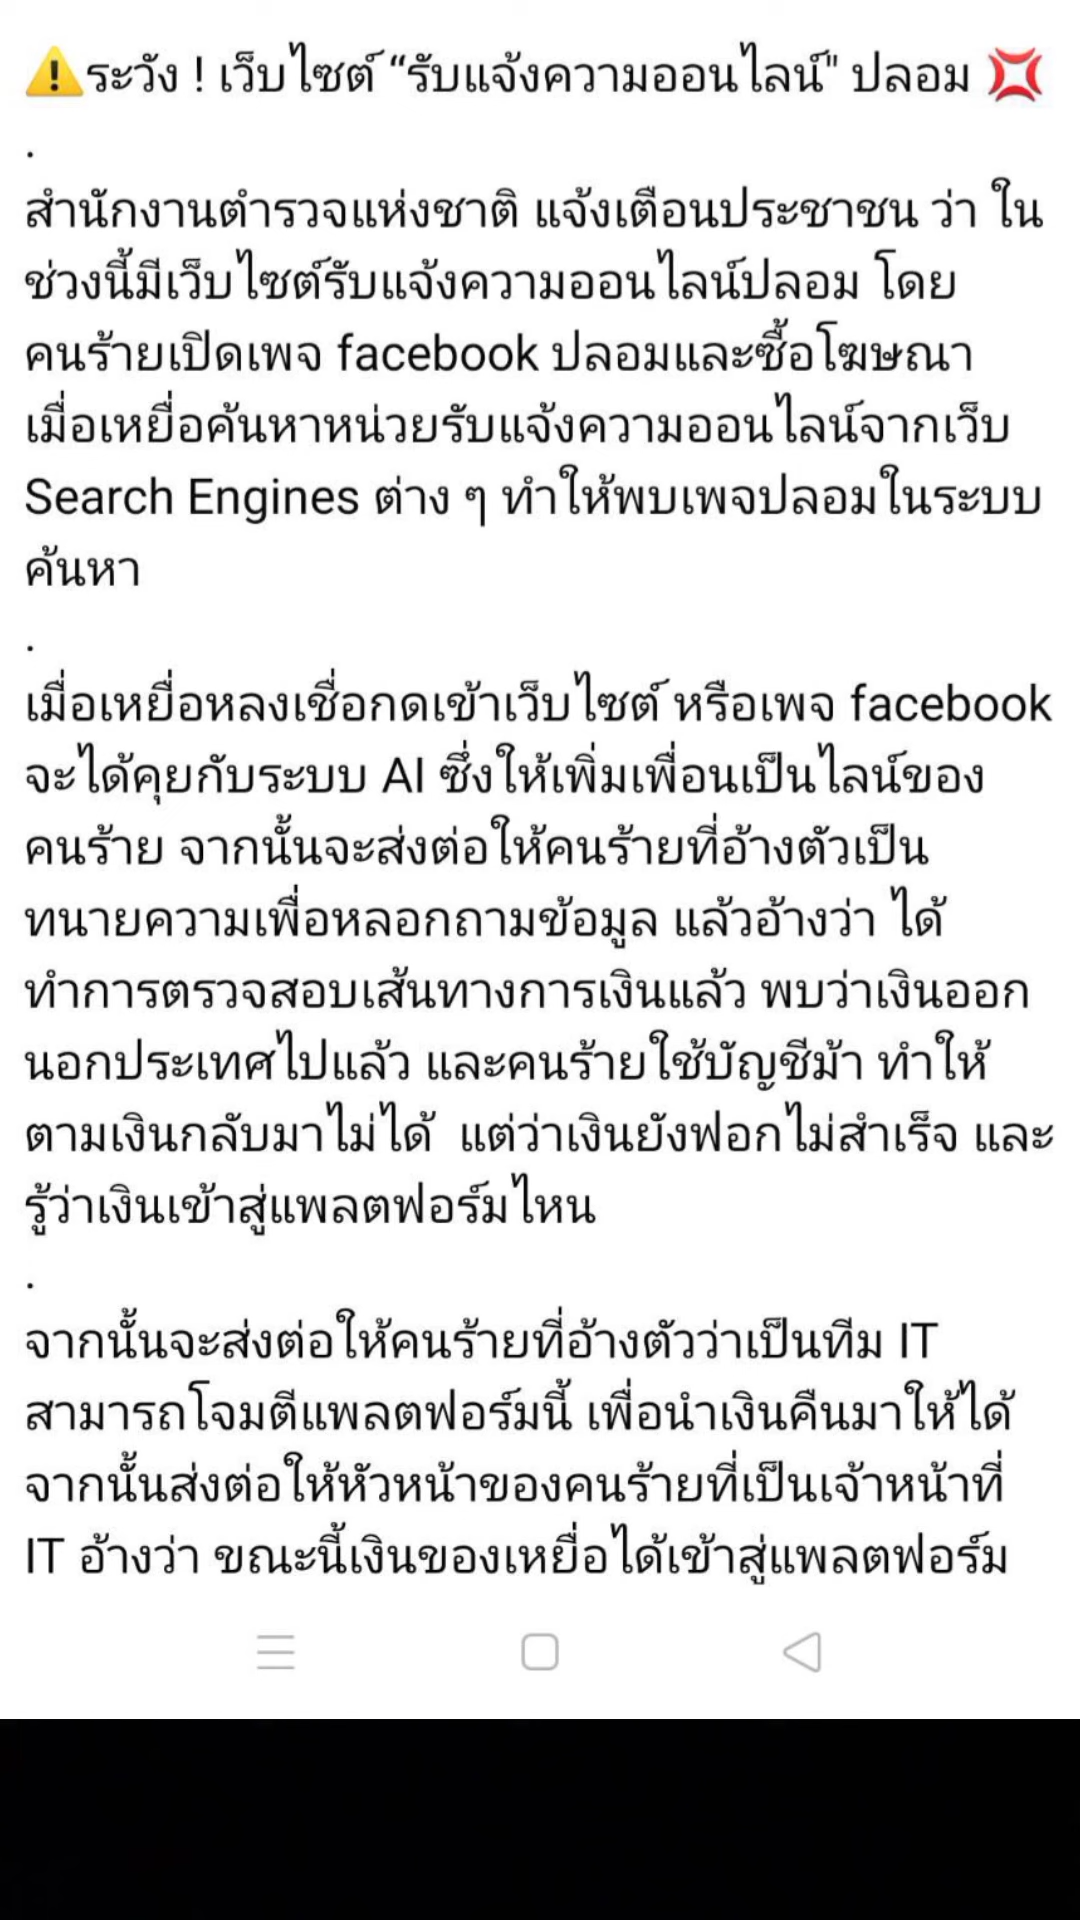 ⚠️ระวัง ! เว็บไซต์ “รับแจ้งความออนไลน์" ปลอม 💢
.
สำนักงานตำรวจแห่งชาติ แจ้งเตือนประชาชน ว่า ใน
ช่วงนี้มีเว็บไซต์รับแจ้งความออนไลน์ปลอม โดย
คนร้ายเปิดเพจ facebook ปลอมและซื้อโฆษณา
เมื่อเหยื่อค้นหาหน่วยรับแจ้งความออนไลน์จากเว็บ
Search Engines ต่าง ๆ ทำให้พบเพจปลอมในระบบ
ค้นหา
.
เมื่อเหยื่อหลงเชื่อกดเข้าเว็บไซต์ หรือเพจ facebook
จะได้คุยกับระบบ AI ซึ่งให้เพิ่มเพื่อนเป็นไลน์ของ
คนร้าย จากนั้นจะส่งต่อให้คนร้ายที่อ้างตัวเป็น
ทนายความเพื่อหลอกถามข้อมูล แล้วอ้างว่า ได้
ทำการตรวจสอบเส้นทางการเงินแล้ว พบว่าเงินออก
นอกประเทศไปแล้ว และคนร้ายใช้บัญชีม้า ทำให้
ตามเงินกลับมาไม่ได้  แต่ว่าเงินยังฟอกไม่สำเร็จ และ
รู้ว่าเงินเข้าสู่แพลตฟอร์มไหน
.
จากนั้นจะส่งต่อให้คนร้ายที่อ้างตัวว่าเป็นทีม IT
สามารถโจมตีแพลตฟอร์มนี้ เพื่อนำเงินคืนมาให้ได้
จากนั้นส่งต่อให้หัวหน้าของคนร้ายที่เป็นเจ้าหน้าที่
IT อ้างว่า ขณะนี้เงินของเหยื่อได้เข้าสู่แพลตฟอร์ม